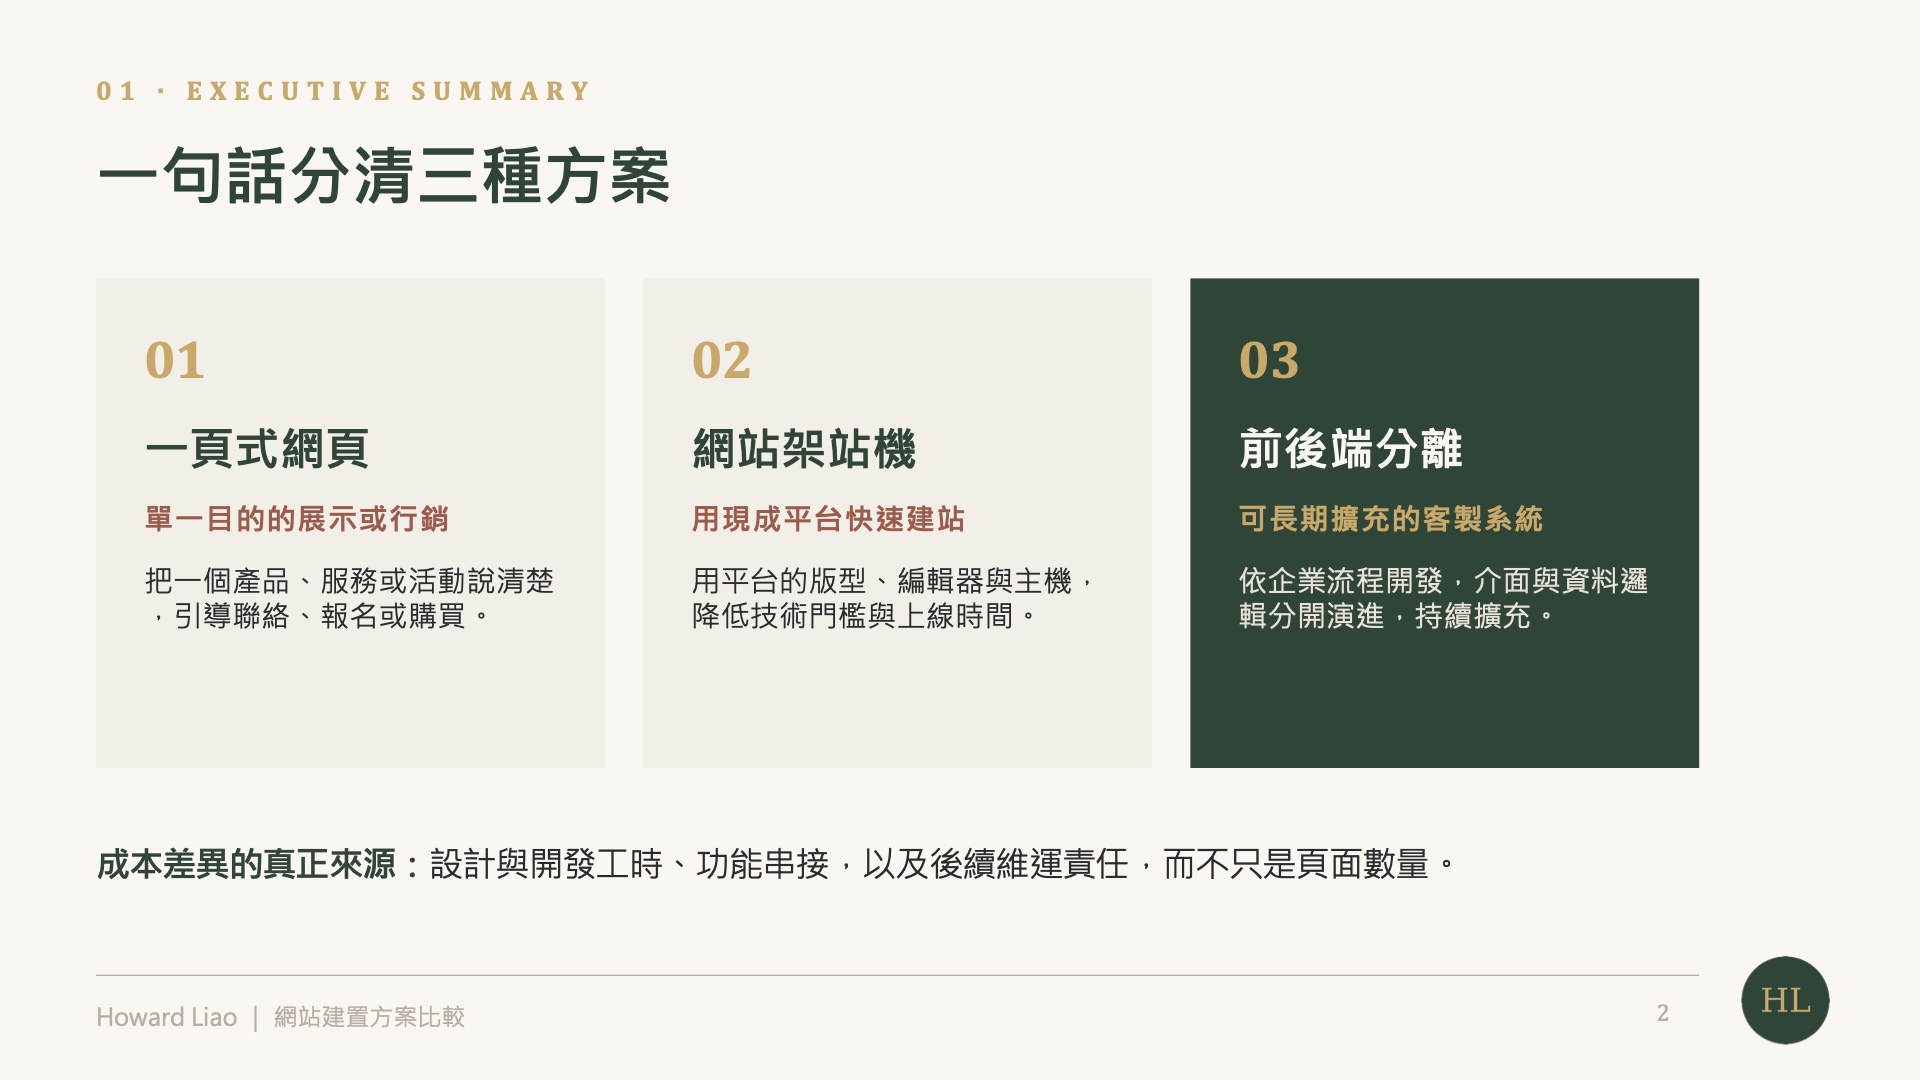 01 · EXECUTIVE SUMMARY
一句話分清三種方案
01
一頁式網頁
單一目的的展示或行銷
把一個產品、服務或活動說清楚
，引導聯絡、報名或購買。
02
網站架站機
用現成平台快速建站
用平台的版型、編輯器與主機，
降低技術門檻與上線時間。
03
前後端分離
可長期擴充的客製系統
依企業流程開發，介面與資料邏
輯分開演進，持續擴充。
成本差異的真正來源：設計與開發工時、功能串接，以及後續維運責任，而不只是頁面數量。
Howard Liao ｜ 網站建置方案比較
2
HL